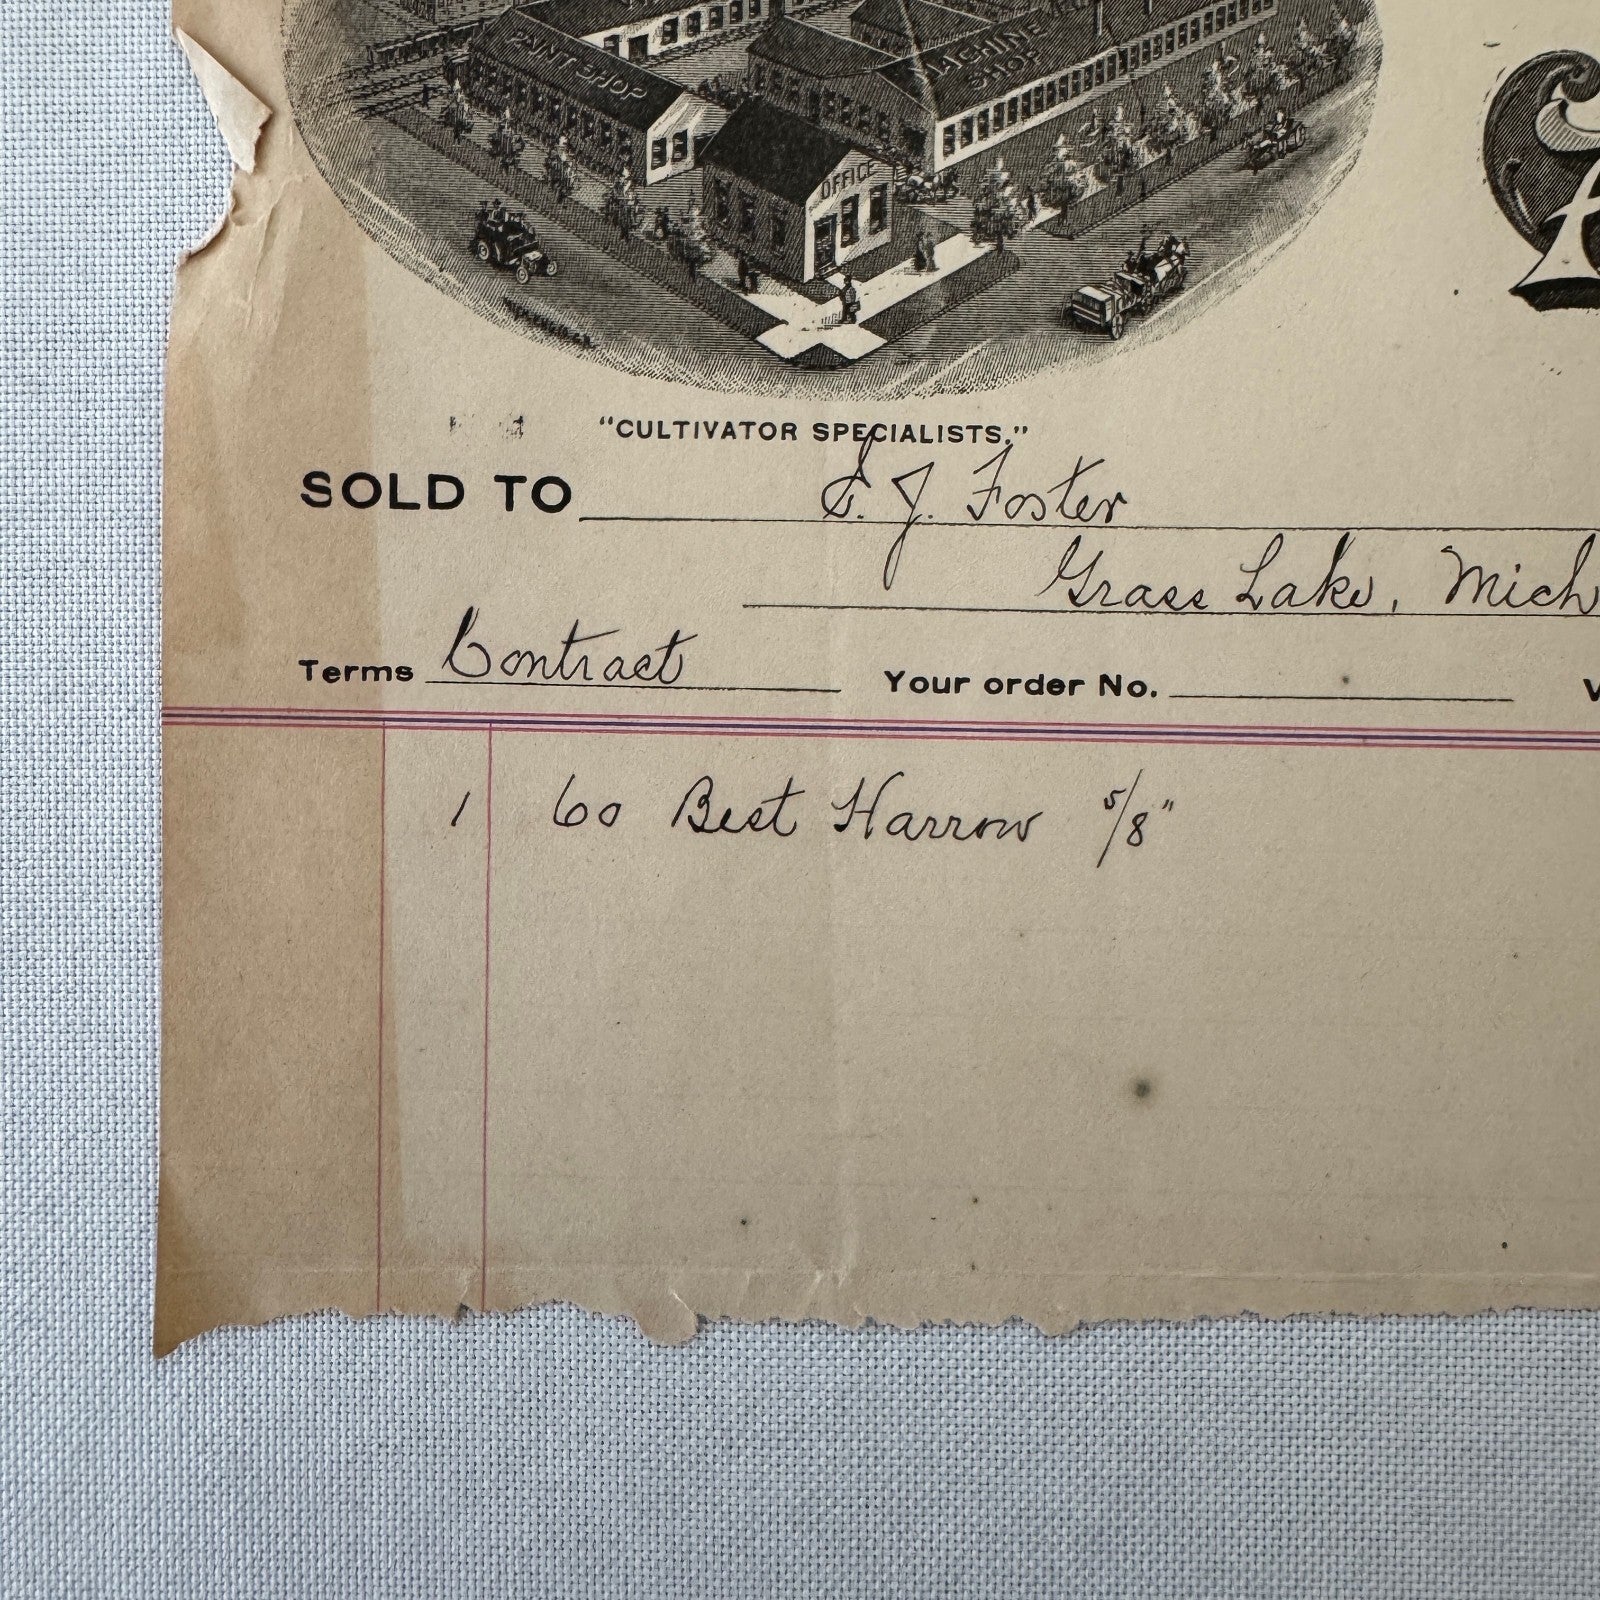 PAINT SHOP
MACHINE
SHOP
OFFICE
"CULTIVATOR SPECIALISTS."
SOLD TO E. J. Foster
Grass Lake, Mich
Terms Contract Your order No.
1 60 Best Harrow 5/8"